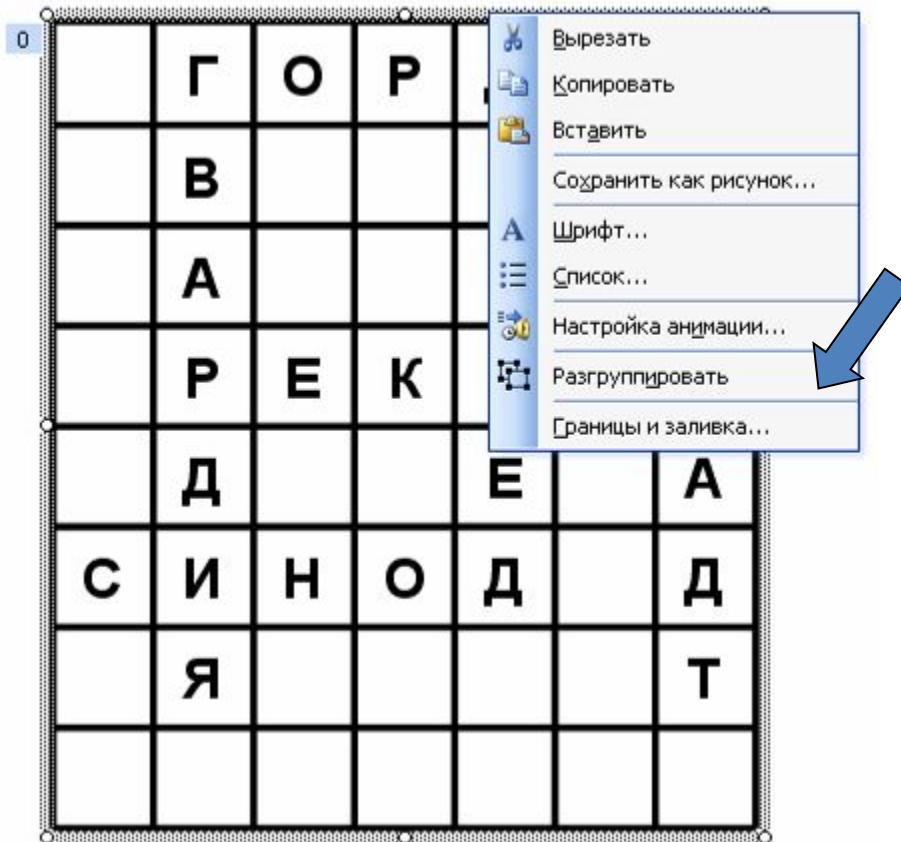 0
Г О Р
В
А
Р Е К
Д Е А
С И Н О Д Д
Я Т
Вырезать
Копировать
Вставить
Сохранить как рисунок...
Шрифт...
Список...
Настройка анимации...
Разгруппировать
Границы и заливка...